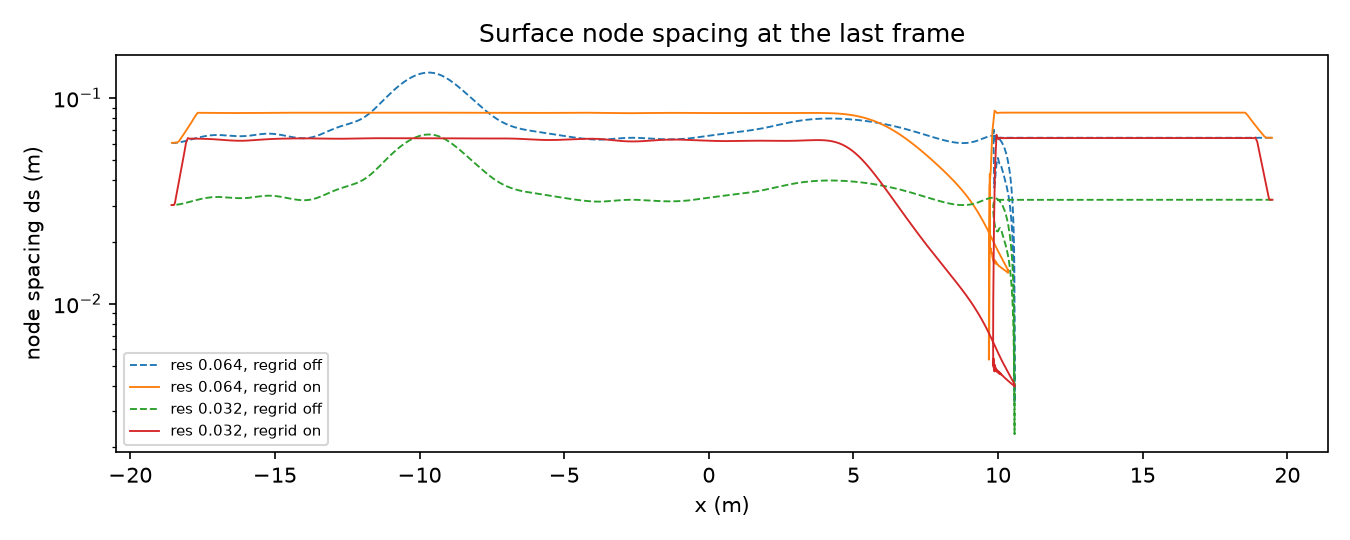 Surface node spacing at the last frame
node spacing ds (m)
10⁻¹
10⁻²
res 0.064, regrid off
res 0.064, regrid on
res 0.032, regrid off
res 0.032, regrid on
−20 −15 −10 −5 0 5 10 15 20
x (m)